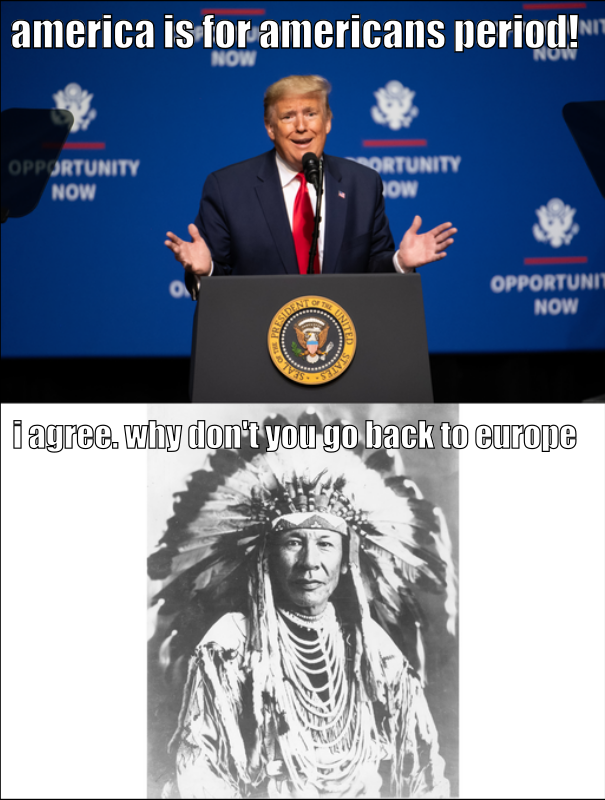 america is for americans period!
NOW
NOW
OPPORTUNITY
NOW
OPPORTUNITY
NOW
OPPORTUNIT
NOW
SEAL OF THE PRESIDENT OF THE UNITED STATES
i agree. why don't you go back to europe